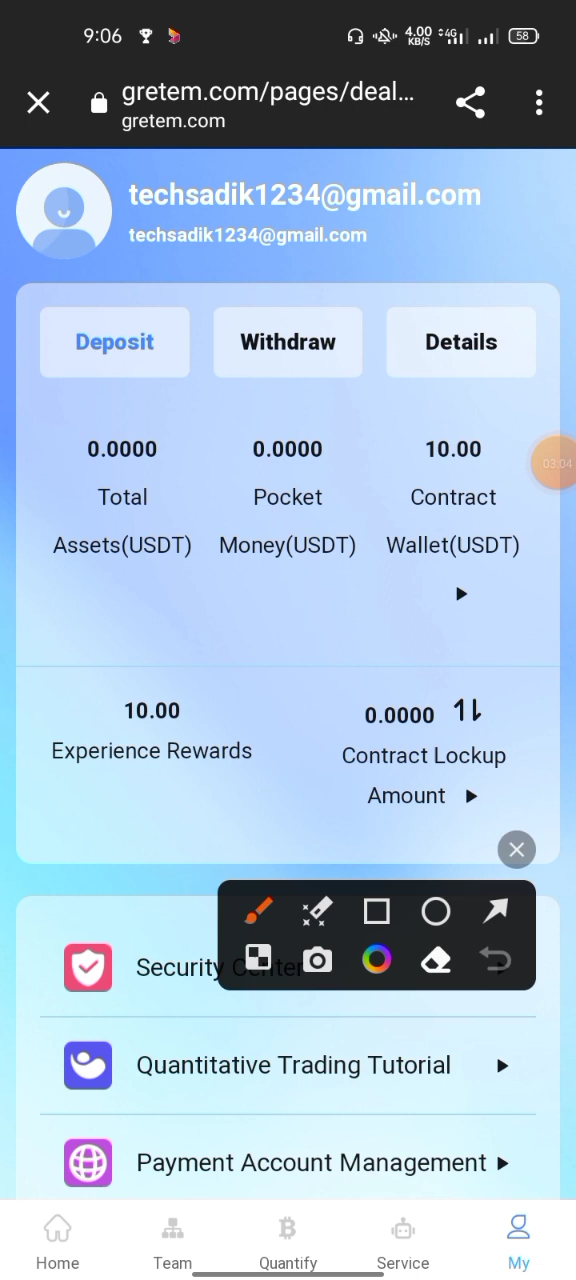 9:06
4.00
KB/S
4G
58
gretem.com/pages/deal...
gretem.com
techsadik1234@gmail.com
techsadik1234@gmail.com
Deposit
Withdraw
Details
0.0000
0.0000
10.00
03:04
Total
Pocket
Contract
Assets(USDT)
Money(USDT)
Wallet(USDT)
10.00
0.0000
Experience Rewards
Contract Lockup
Amount
Security Center
Quantitative Trading Tutorial
Payment Account Management
Home
Team
Quantify
Service
My